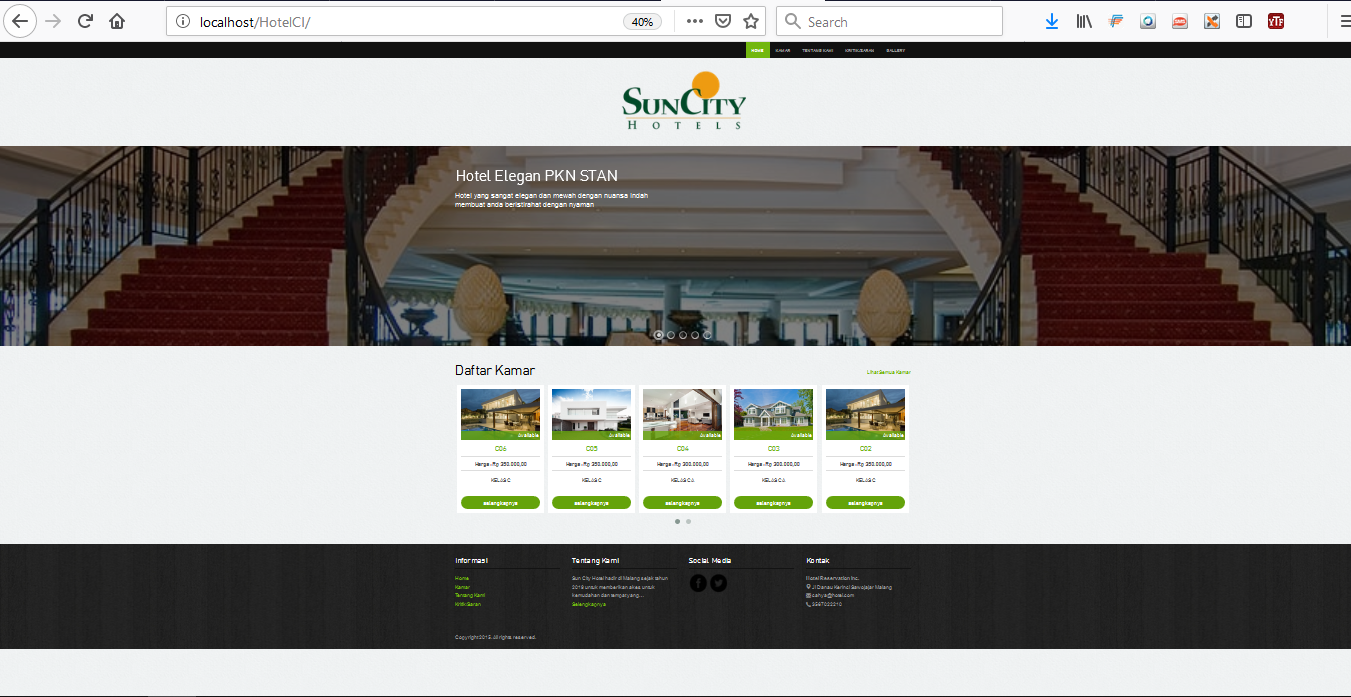 localhost/HotelCI/
40%
Search
HOME KAMAR TENTANG KAMI KRITIK/SARAN GALLERY
SUNCITY
HOTELS
Hotel Elegan PKN STAN
Hotel yang sangat elegan dan mewah dengan nuansa indah
membuat anda beristirahat dengan nyaman
Daftar Kamar
Lihat Semua Kamar
Available Available Available Available Available
C06 C05 C04 C03 C02
Harga : Rp 350.000,00 Harga : Rp 350.000,00 Harga : Rp 300.000,00 Harga : Rp 300.000,00 Harga : Rp 350.000,00
KELAS C KELAS C KELAS CA KELAS CA KELAS C
selengkapnya selengkapnya selengkapnya selengkapnya selengkapnya
Informasi
Home
Kamar
Tentang Kami
Kritik/Saran
Tentang Kami
Sun City Hotel hadir di Malang sejak tahun
untuk memberikan akses untuk
kemudahan dan tempat yang....
Selengkapnya
Social Media
Kontak
Hotel Reservation Inc.
Jl Danau Kerinci Sawojajar Malang
cahya@hotel.com
Copyright 2015. All rights reserved.
YTF